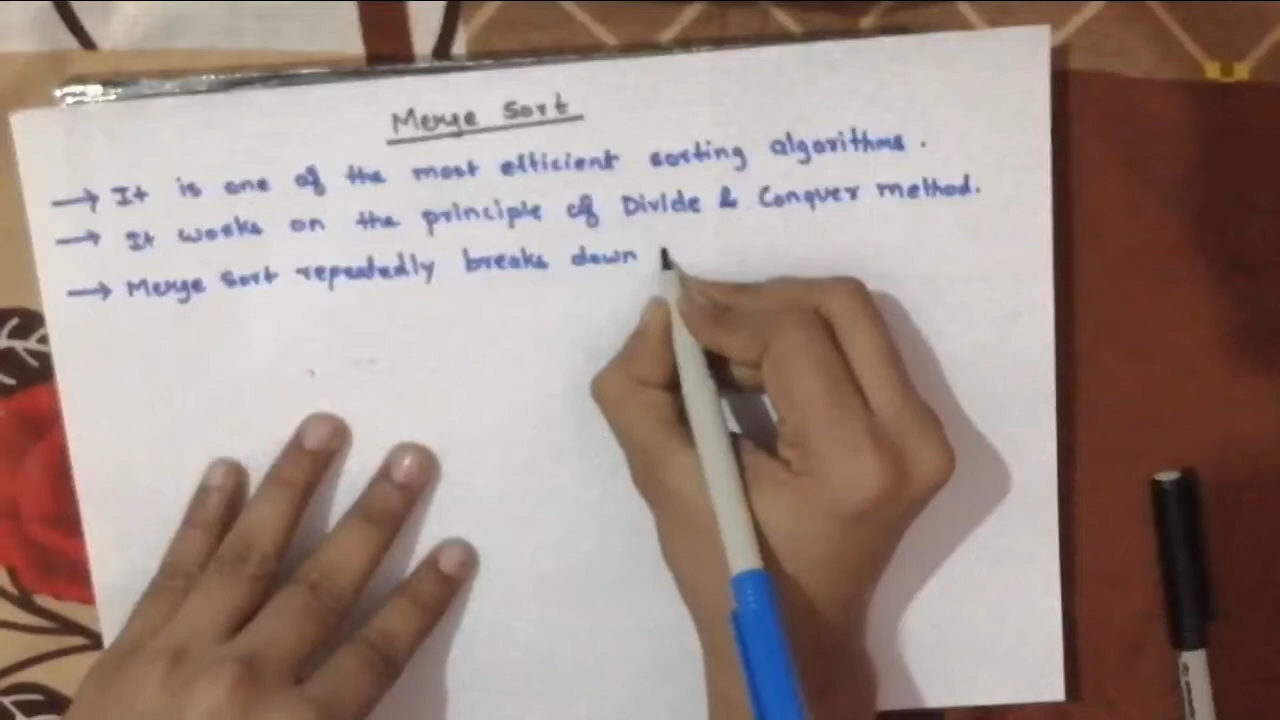 Merge Sort
→ It is one of the most efficient sorting algorithms.
→ It works on the principle of Divide & Conquer method.
→ Merge Sort repeatedly breaks down